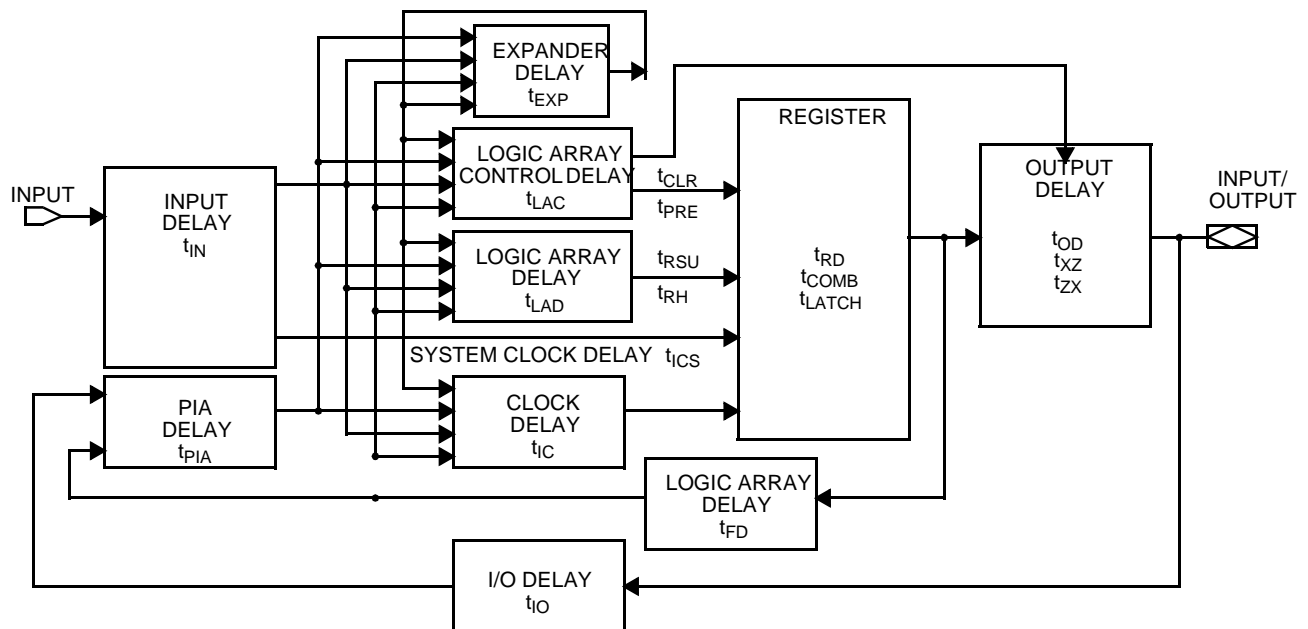 EXPANDER
DELAY
tEXP
REGISTER
LOGIC ARRAY
CONTROL DELAY
tLAC
tCLR
tPRE
OUTPUT
DELAY
tOD
tXZ
tZX
INPUT/
OUTPUT
INPUT
INPUT
DELAY
tIN
LOGIC ARRAY
DELAY
tLAD
tRSU
tRH
tRD
tCOMB
tLATCH
SYSTEM CLOCK DELAY tICS
PIA
DELAY
tPIA
CLOCK
DELAY
tIC
LOGIC ARRAY
DELAY
tFD
I/O DELAY
tIO